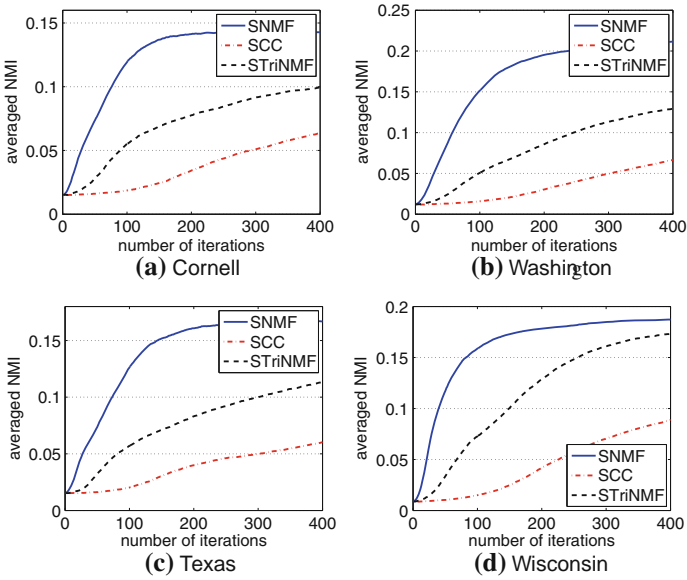 averaged NMI
0.15
0.1
0.05
0
SNMF
SCC
STriNMF
0 100 200 300 400
number of iterations
(a) Cornell
averaged NMI
0.25
0.2
0.15
0.1
0.05
0
SNMF
SCC
STriNMF
0 100 200 300 400
number of iterations
(b) Washington
averaged NMI
0.15
0.1
0.05
0
SNMF
SCC
STriNMF
0 100 200 300 400
number of iterations
(c) Texas
averaged NMI
0.2
0.15
0.1
0.05
0
SNMF
SCC
STriNMF
0 100 200 300 400
number of iterations
(d) Wisconsin